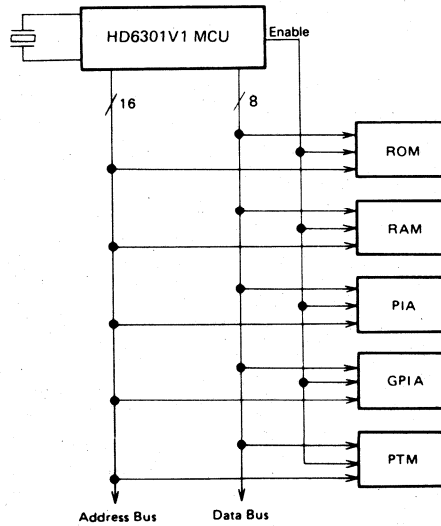 HD6301V1 MCU
Enable
16
8
ROM
RAM
PIA
GPIA
PTM
Address Bus
Data Bus